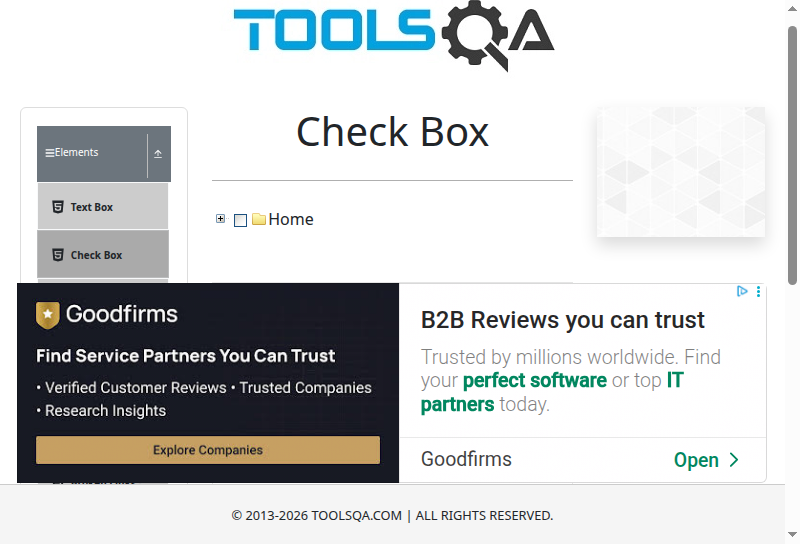 TOOLSQA
Check Box
Elements
Text Box
Check Box
Home
Goodfirms
Find Service Partners You Can Trust
• Verified Customer Reviews • Trusted Companies
• Research Insights
Explore Companies
B2B Reviews you can trust
Trusted by millions worldwide. Find
your perfect software or top IT
partners today.
Goodfirms
Open
© 2013-2026 TOOLSQA.COM | ALL RIGHTS RESERVED.